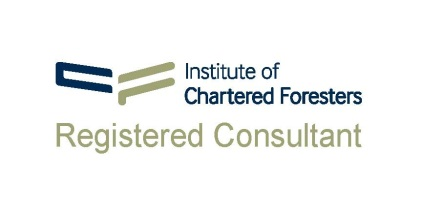 Institute of
Chartered Foresters
Registered Consultant